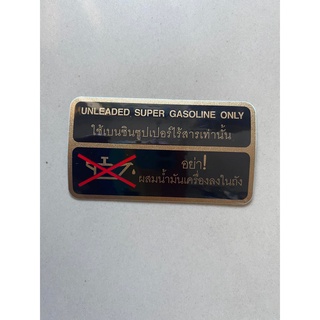 UNLEADED SUPER GASOLINE ONLY
ใช้เบนซินซูปเปอร์ไร้สารเท่านั้น
อย่า!
ผสมน้ำมันเครื่องลงในถัง